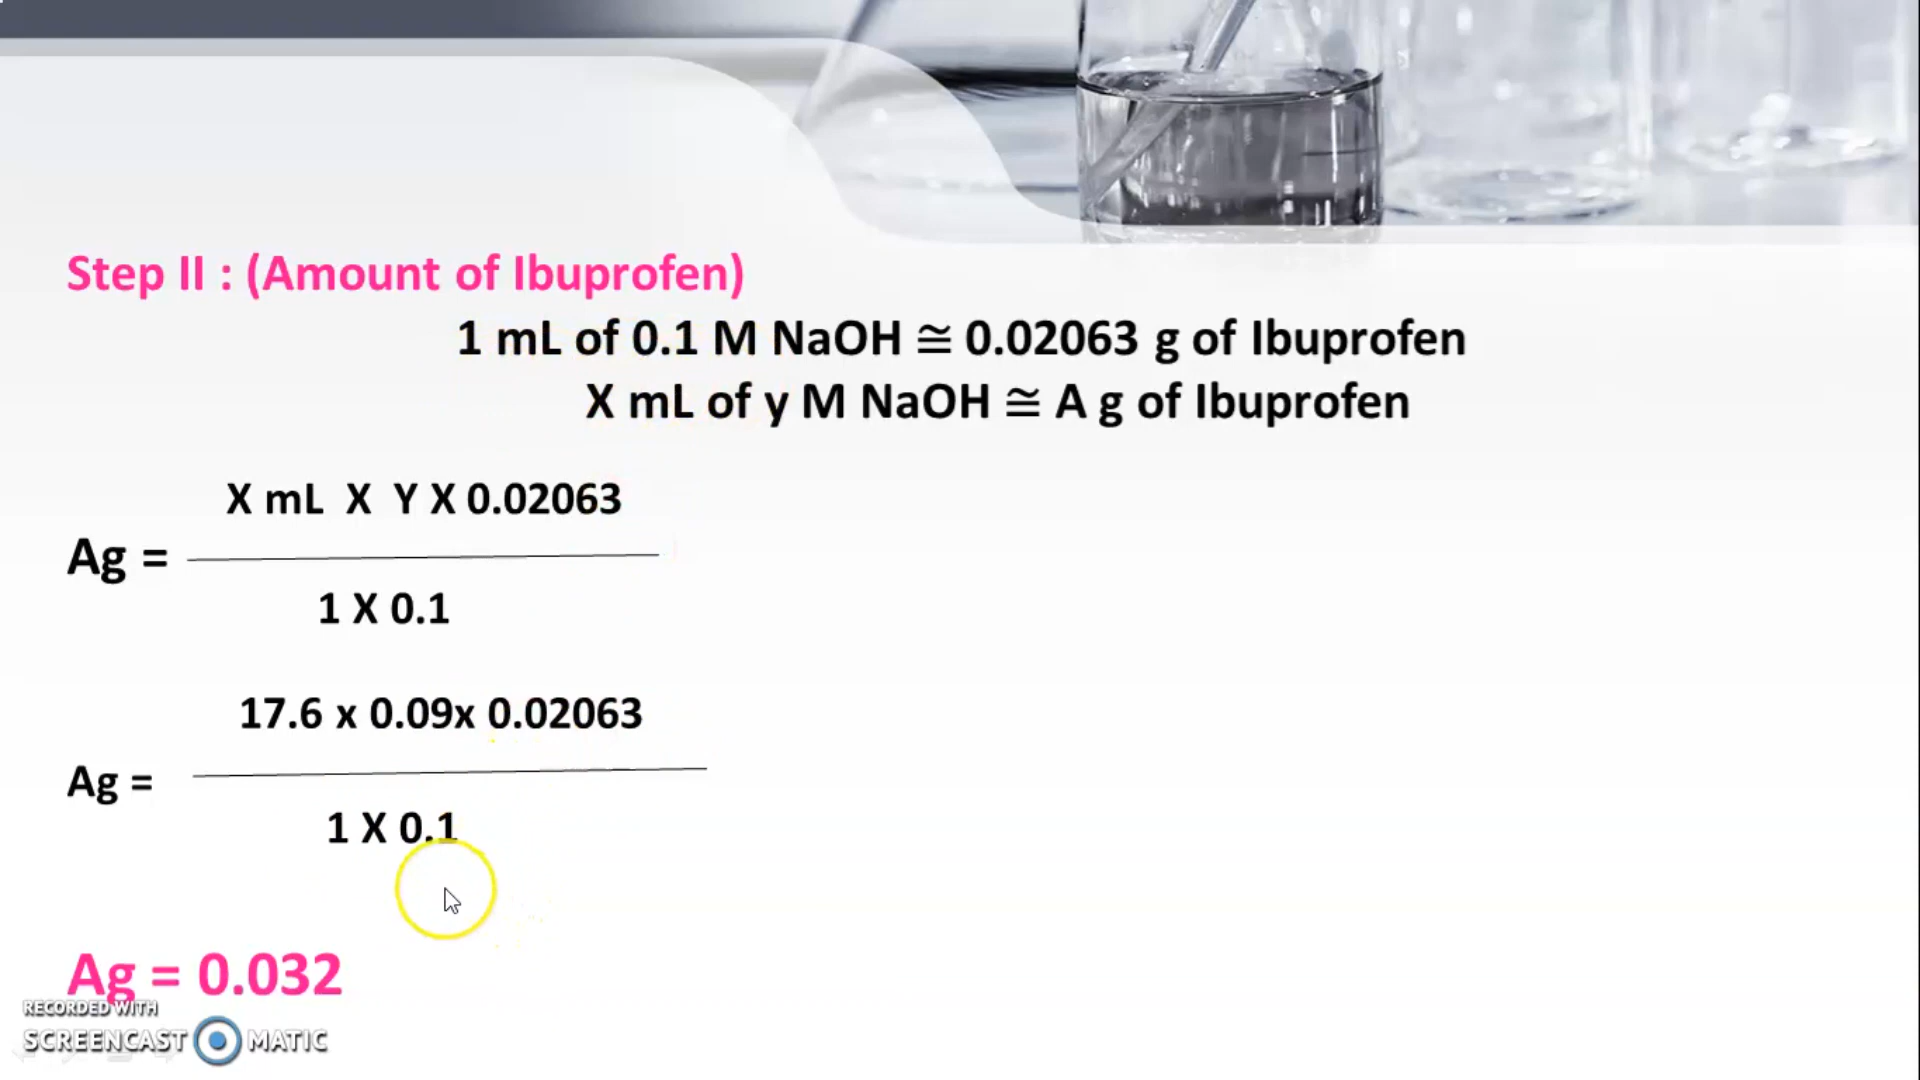 Step II : (Amount of Ibuprofen)
1 mL of 0.1 M NaOH ≅ 0.02063 g of Ibuprofen
X mL of y M NaOH ≅ A g of Ibuprofen
X mL X Y X 0.02063
Ag =
1 X 0.1
17.6 x 0.09x 0.02063
Ag =
1 X 0.1
Ag = 0.032
RECORDED WITH
SCREENCAST MATIC